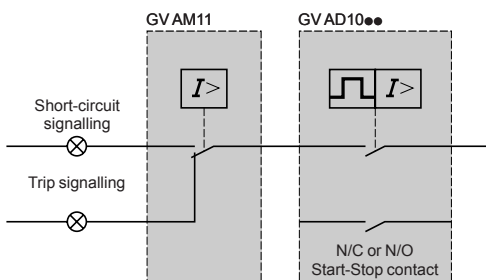 GV AM11
GV AD10●●
I>
I>
Short-circuit
signalling
Trip signalling
N/C or N/O
Start-Stop contact